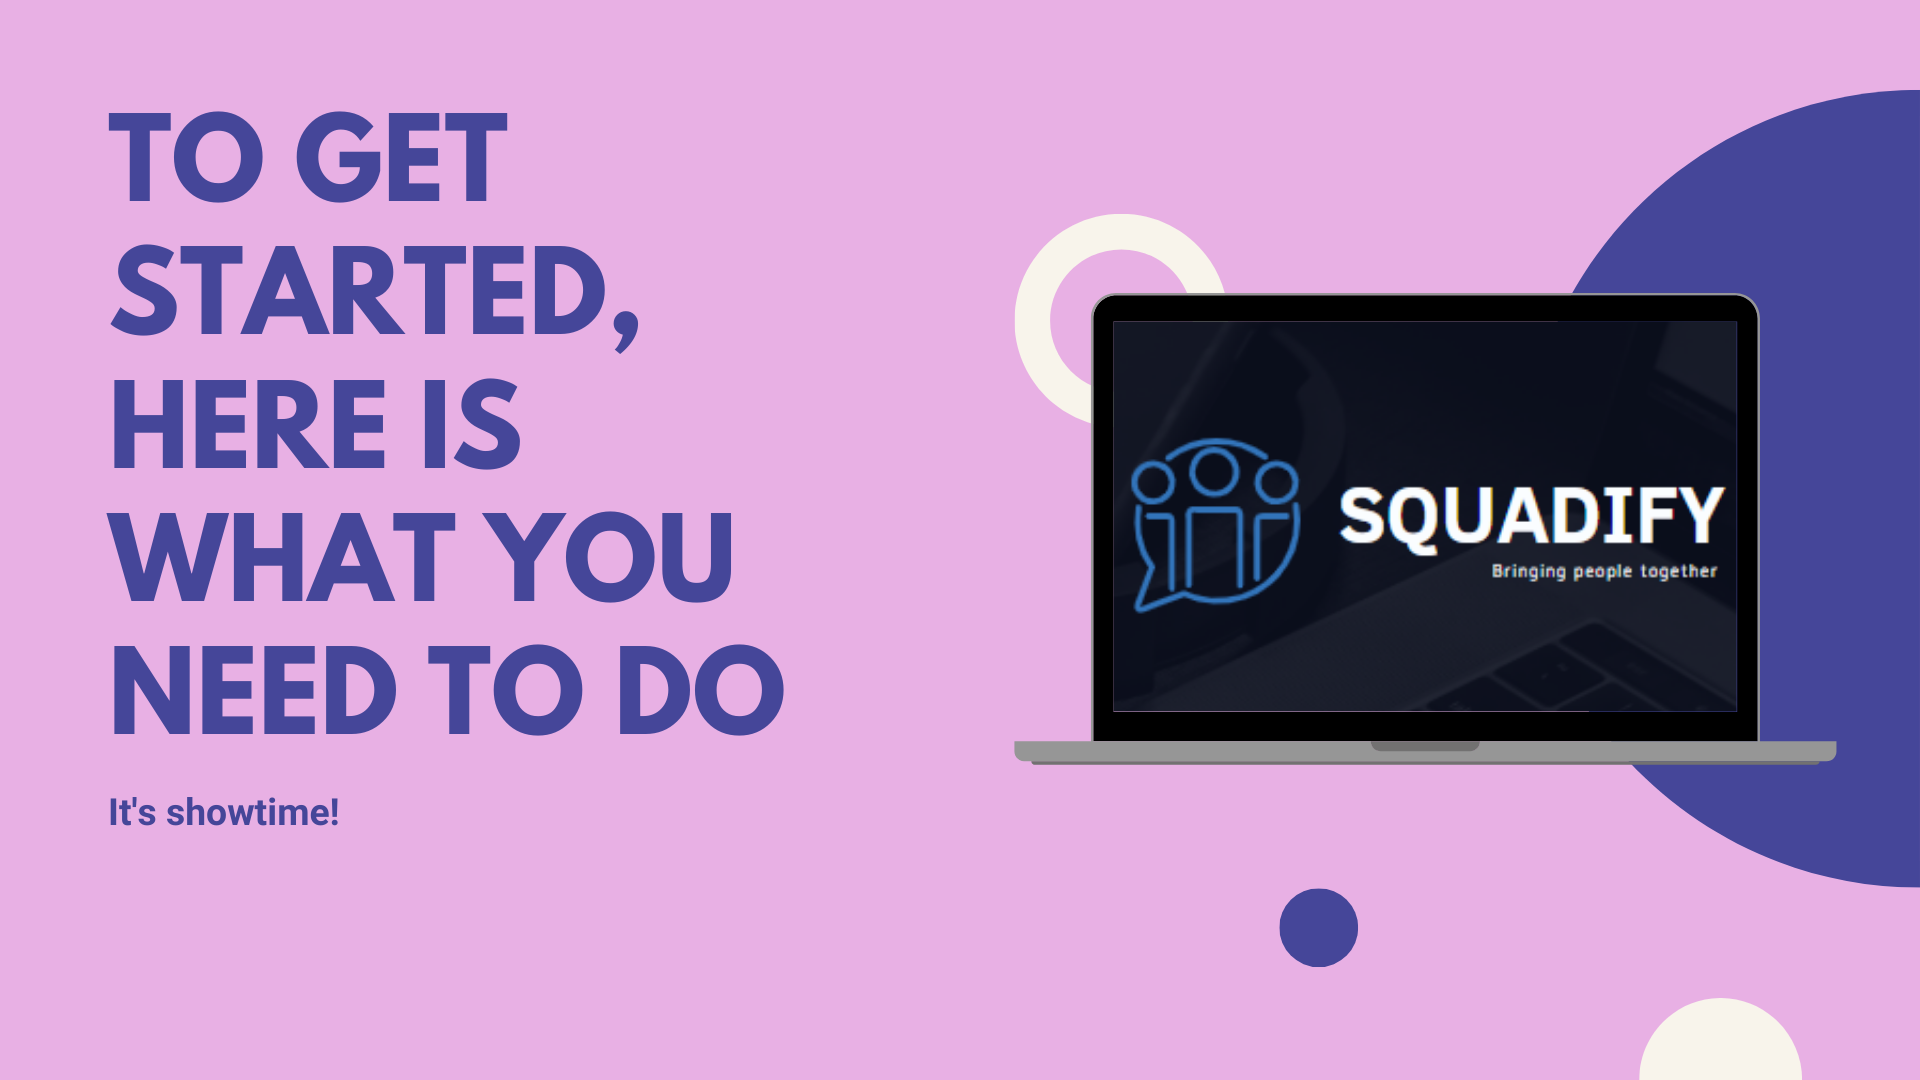 TO GET
STARTED,
HERE IS
WHAT YOU
NEED TO DO
It's showtime!
SQUADIFY
Bringing people together